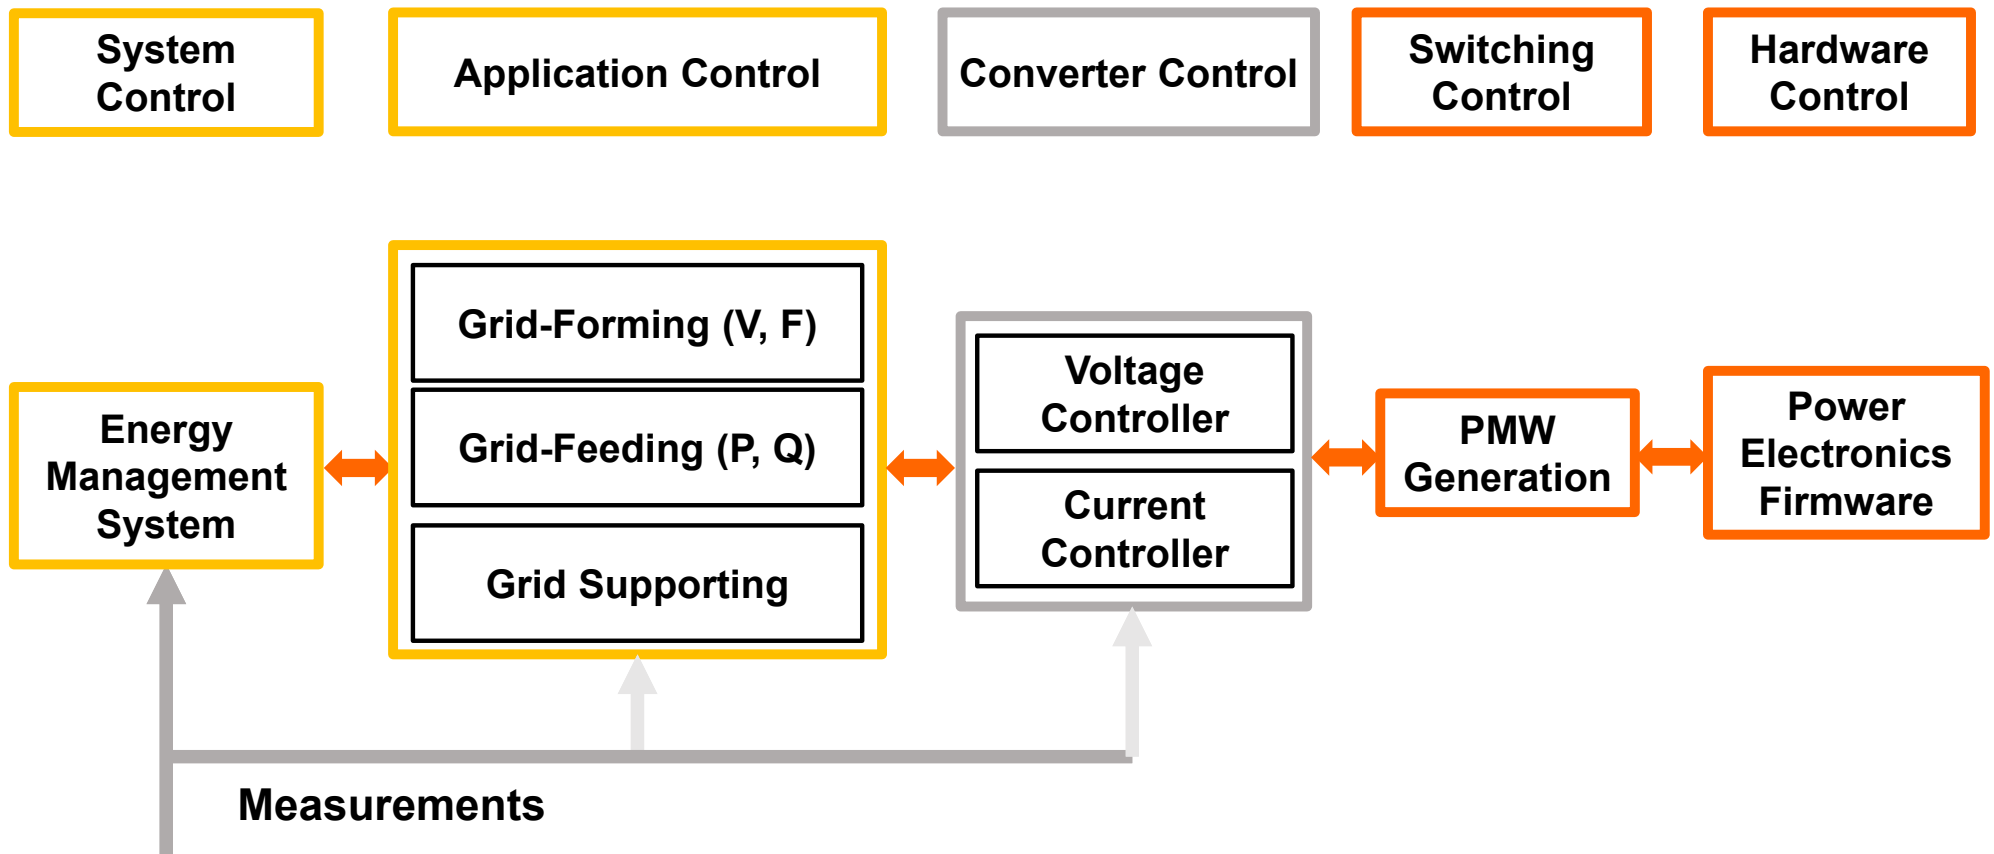 System
Control
Application Control
Converter Control
Switching
Control
Hardware
Control
Energy
Management
System
Grid-Forming (V, F)
Grid-Feeding (P, Q)
Grid Supporting
Voltage
Controller
Current
Controller
PMW
Generation
Power
Electronics
Firmware
Measurements